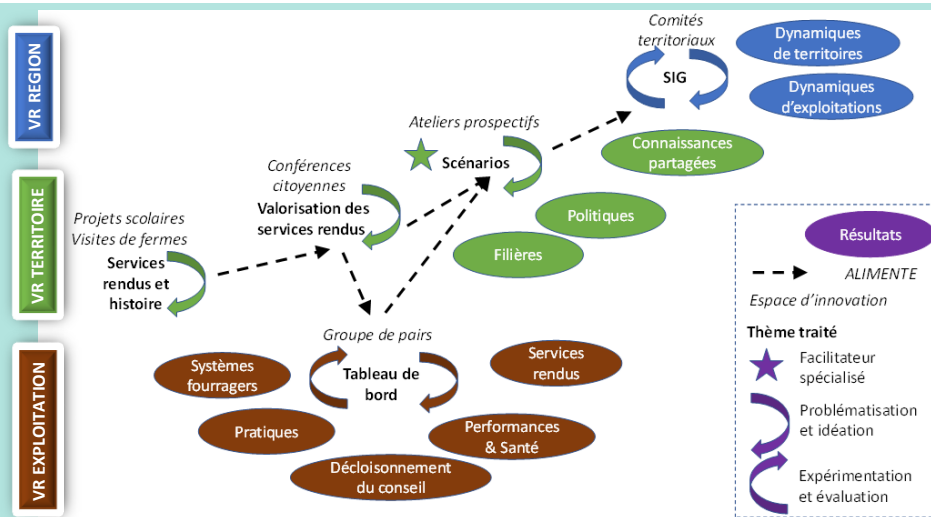 VR REGION
VR TERRITOIRE
VR EXPLOITATION
Comités
territoriaux
SIG
Dynamiques
de territoires
Dynamiques
d'exploitations
Ateliers prospectifs
Scénarios
Connaissances
partagées
Politiques
Filières
Conférences
citoyennes
Valorisation des
services rendus
Projets scolaires
Visites de fermes
Services
rendus et
histoire
Groupe de pairs
Tableau de
bord
Systèmes
fourragers
Services
rendus
Pratiques
Performances
& Santé
Décloisonnement
du conseil
Résultats
ALIMENTE
Espace d'innovation
Thème traité
Facilitateur
spécialisé
Problématisation
et idéation
Expérimentation
et évaluation